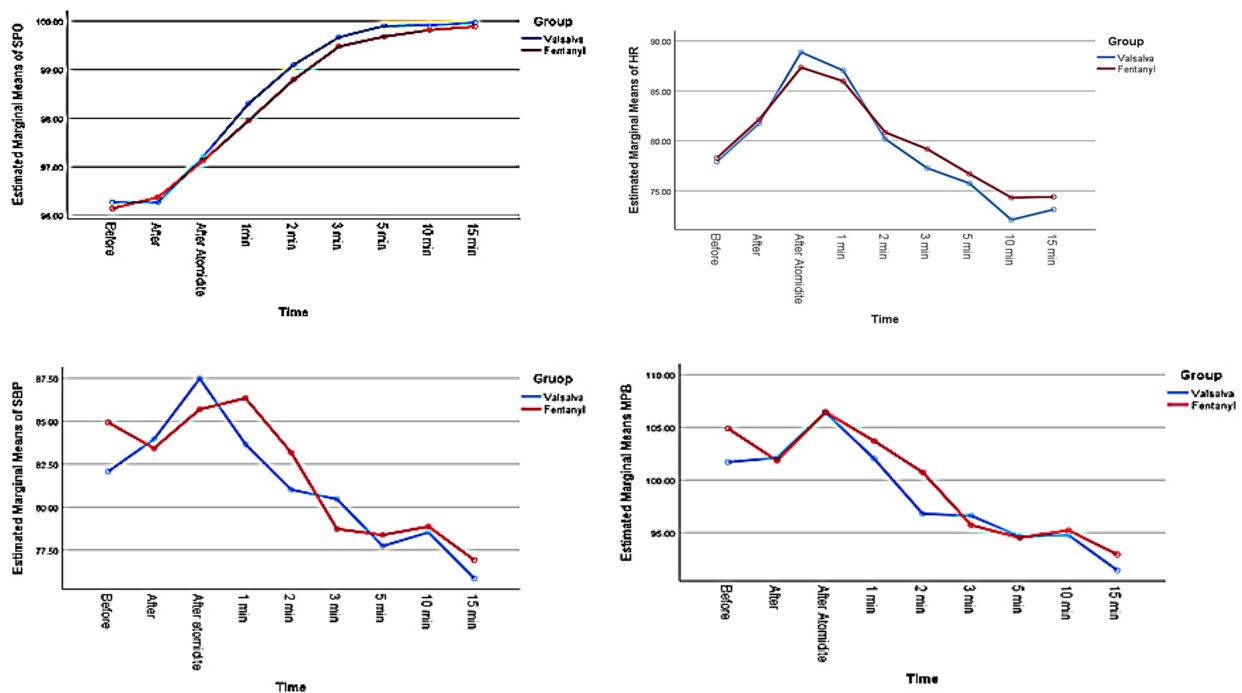 Estimated Marginal Means of SPO
100.00
99.00
98.00
97.00
96.00
Before
After
After Atomidite
1min
2 min
3 min
5 min
10 min
15 min
Time
Group
Valsalva
Fentanyl
Estimated Marginal Means of HR
90.00
85.00
80.00
75.00
Before
After
After Atomidite
1 min
2 min
3 min
5 min
10 min
15 min
Time
Group
Valsalva
Fentanyl
Estimated Marginal Means of SBP
87.50
85.00
82.50
80.00
77.50
Before
After
After atomidite
1 min
2 min
3 min
5 min
10 min
15 min
Time
Gruop
Valsalva
Fentanyl
Estimated Marginal Means MPB
110.00
105.00
100.00
95.00
Before
After
After Atomidite
1 min
2 min
3 min
5 min
10 min
15 min
Time
Group
Valsalva
Fentanyl